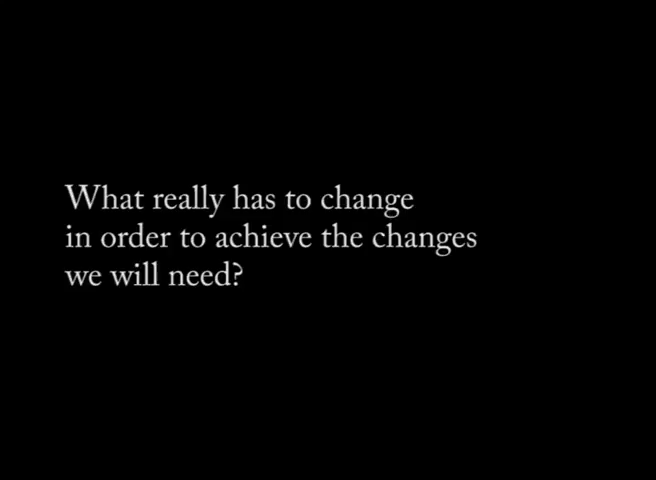 What really has to change
in order to achieve the changes
we will need?